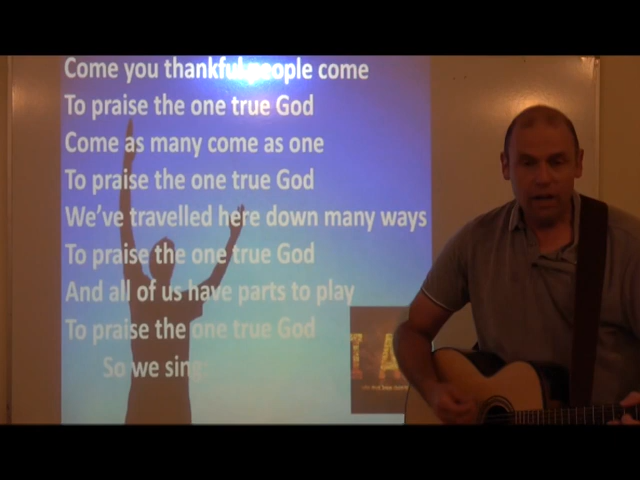 Come you thankful people come
To praise the one true God
Come as many come as one
To praise the one true God
We've travelled here down many ways
To praise the one true God
And all of us have parts to play
To praise the one true God
So we sing:
I A